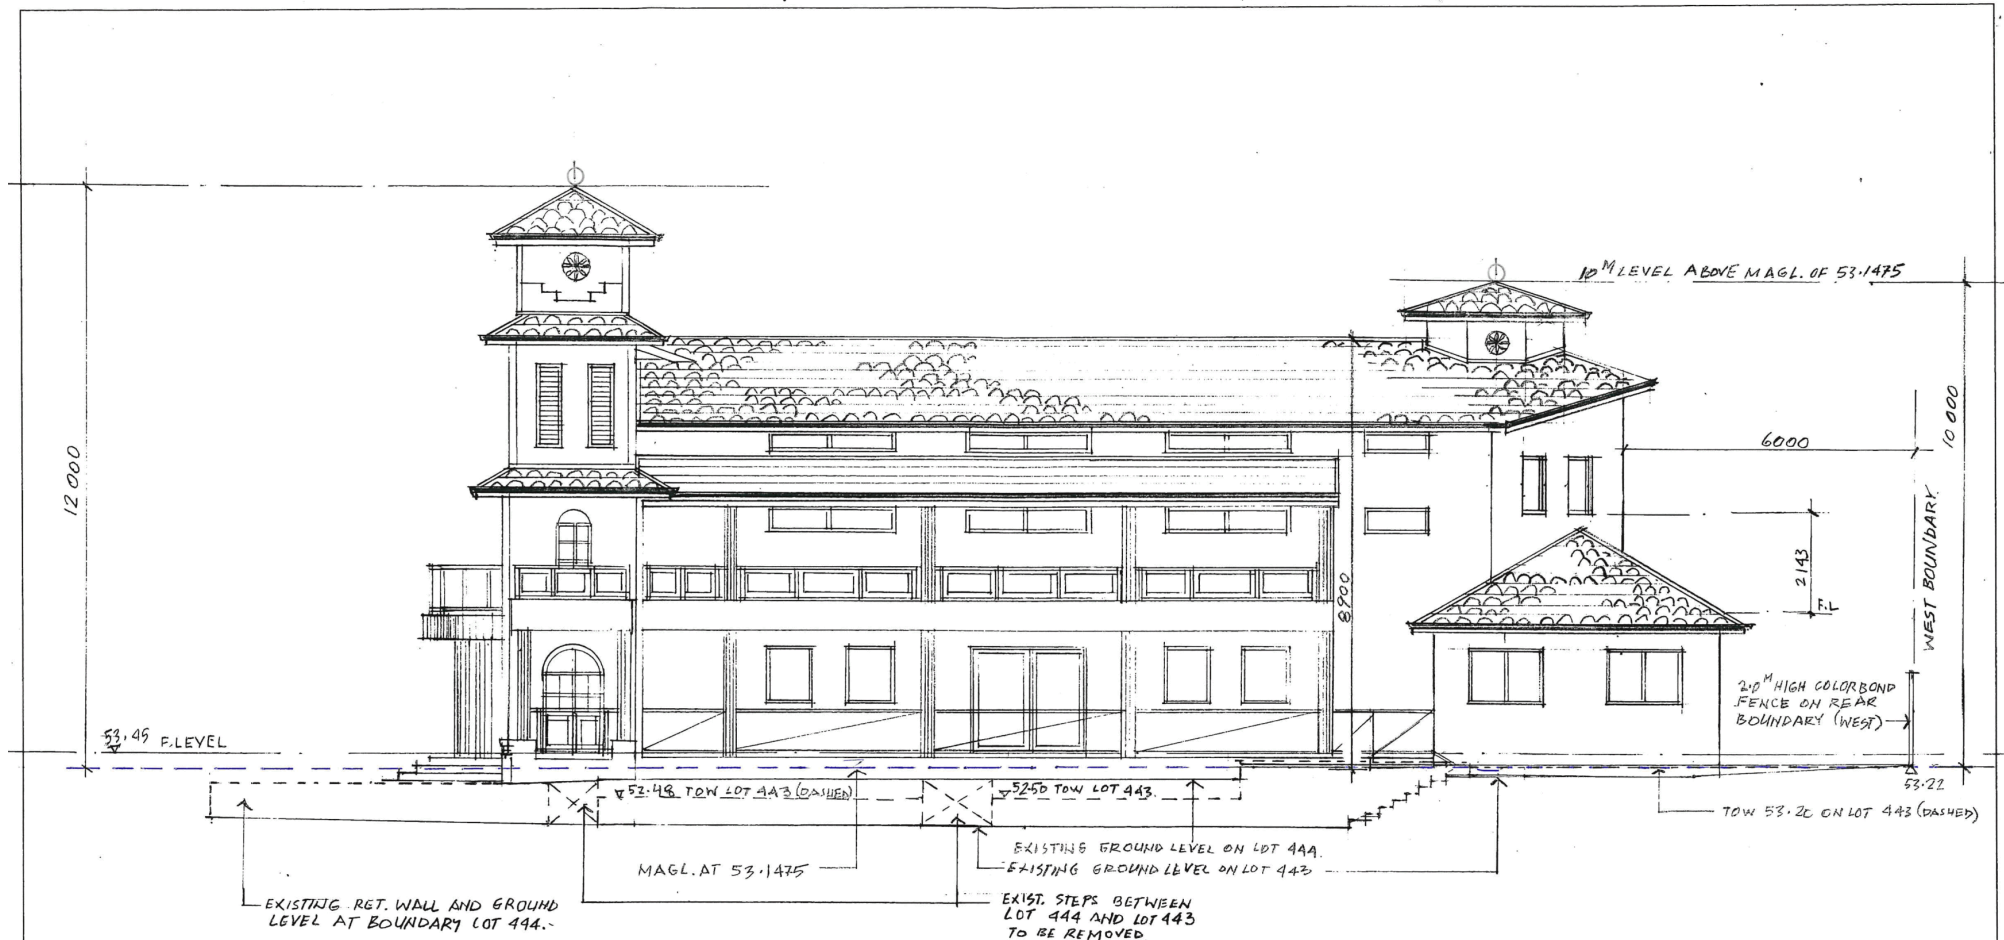 10ᴹ LEVEL ABOVE MAGL. OF 53.1475
12 000
10 000
6000
WEST BOUNDARY
2143
F.L
8900
2.0ᴹ HIGH COLORBOND
FENCE ON REAR
BOUNDARY (WEST)
53.45 F.LEVEL
52.48 TOW LOT 443 (DASHED)
52.50 TOW LOT 443.
53.22
TOW 53.20 ON LOT 443 (DASHED)
EXISTING GROUND LEVEL ON LOT 444.
MAGL. AT 53.1475
EXISTING GROUND LEVEL ON LOT 443
EXISTING RET. WALL AND GROUND
LEVEL AT BOUNDARY LOT 444.-
EXIST. STEPS BETWEEN
LOT 444 AND LOT 443
TO BE REMOVED